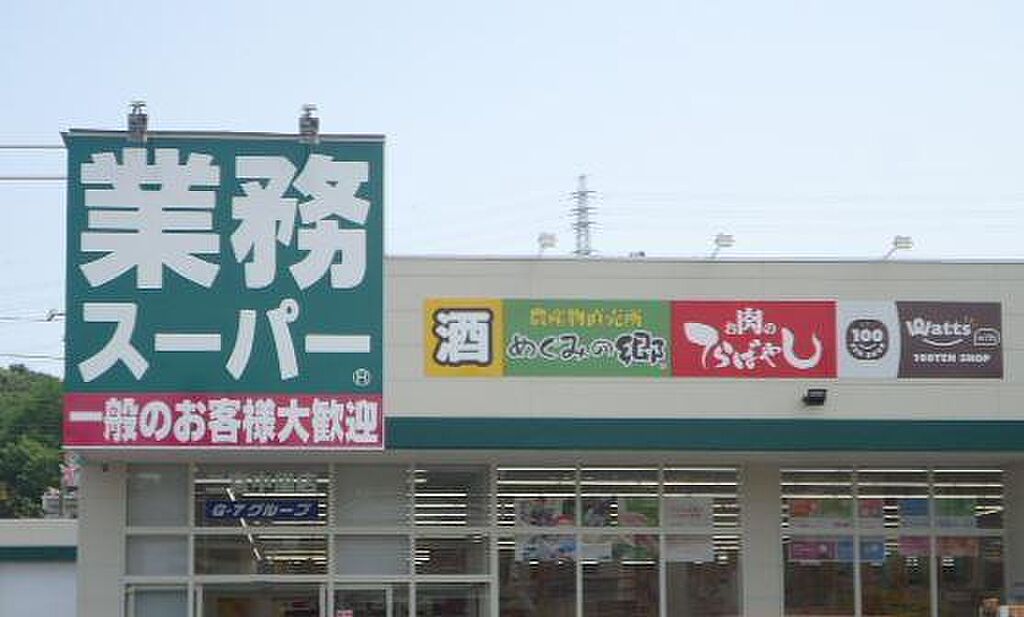 業務
スーパー
一般のお客様大歓迎
酒
農産物直売所
めぐみの郷
お肉の
てらばやし
100
Watts
with
100YEN SHOP
G-7グループ